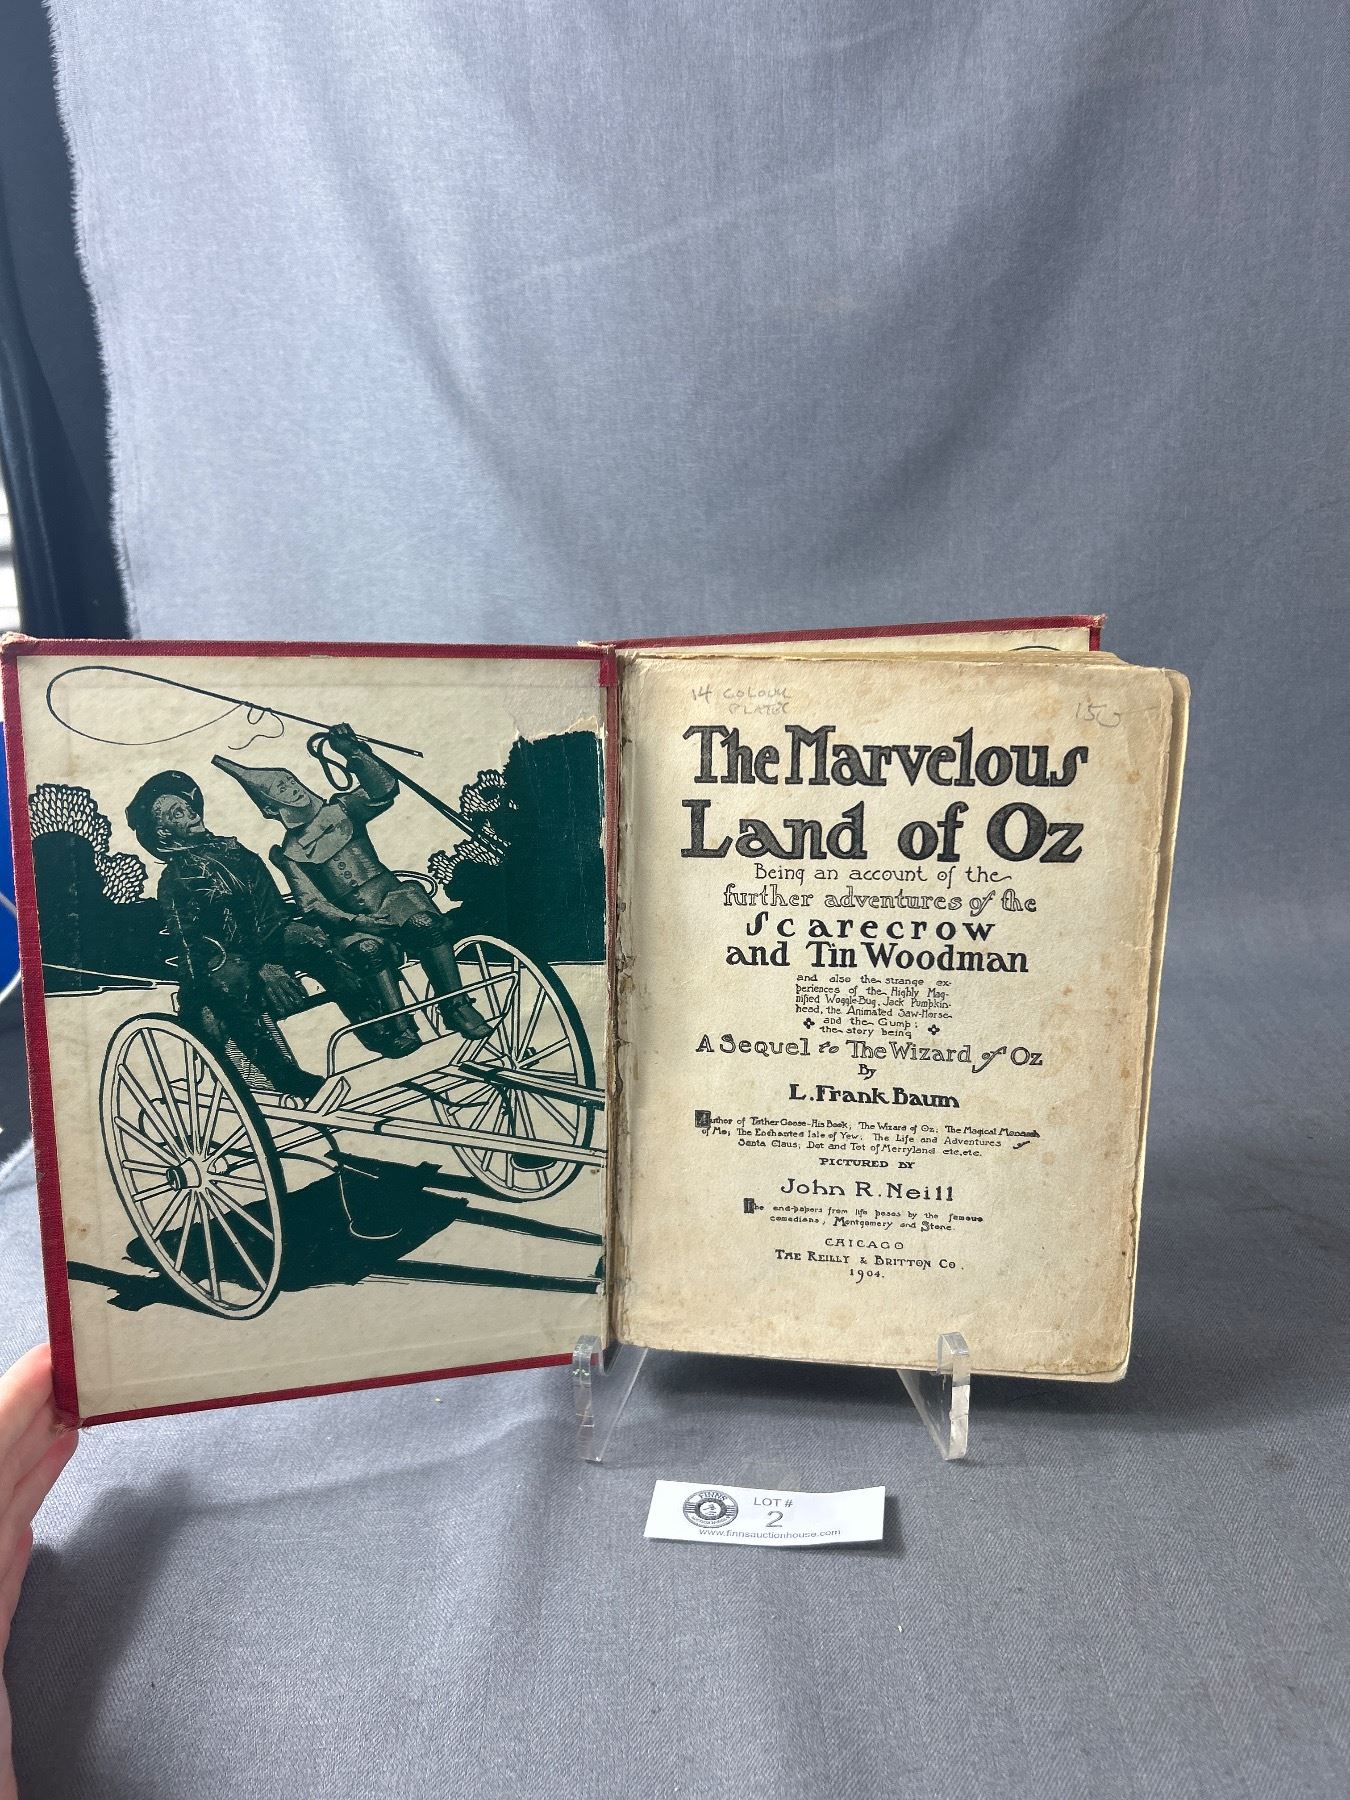 14 COLOUR
PLATES
150
The Marvelous
Land of Oz
Being an account of the
further adventures of the
Scarecrow
and Tin Woodman
and also the strange ex-
periences of the Highly Mag-
nified Woggle-Bug, Jack Pumpkin-
head, the Animated Saw-Horse
and the Gump;
the story being
A Sequel to The Wizard of Oz
By
L. Frank Baum
Author of Father Goose-His Book; The Wizard of Oz; The Magical Monarch
of Mo; The Enchanted Isle of Yew; The Life and Adventures of
Santa Claus; Dot and Tot of Merryland etc. etc.
PICTURED BY
John R. Neill
The end-papers from life poses by the famous
comedians, Montgomery and Stone.
CHICAGO
THE REILLY & BRITTON CO.
1904.
FINNS
LOT #
2
www.finnsauctionhouse.com